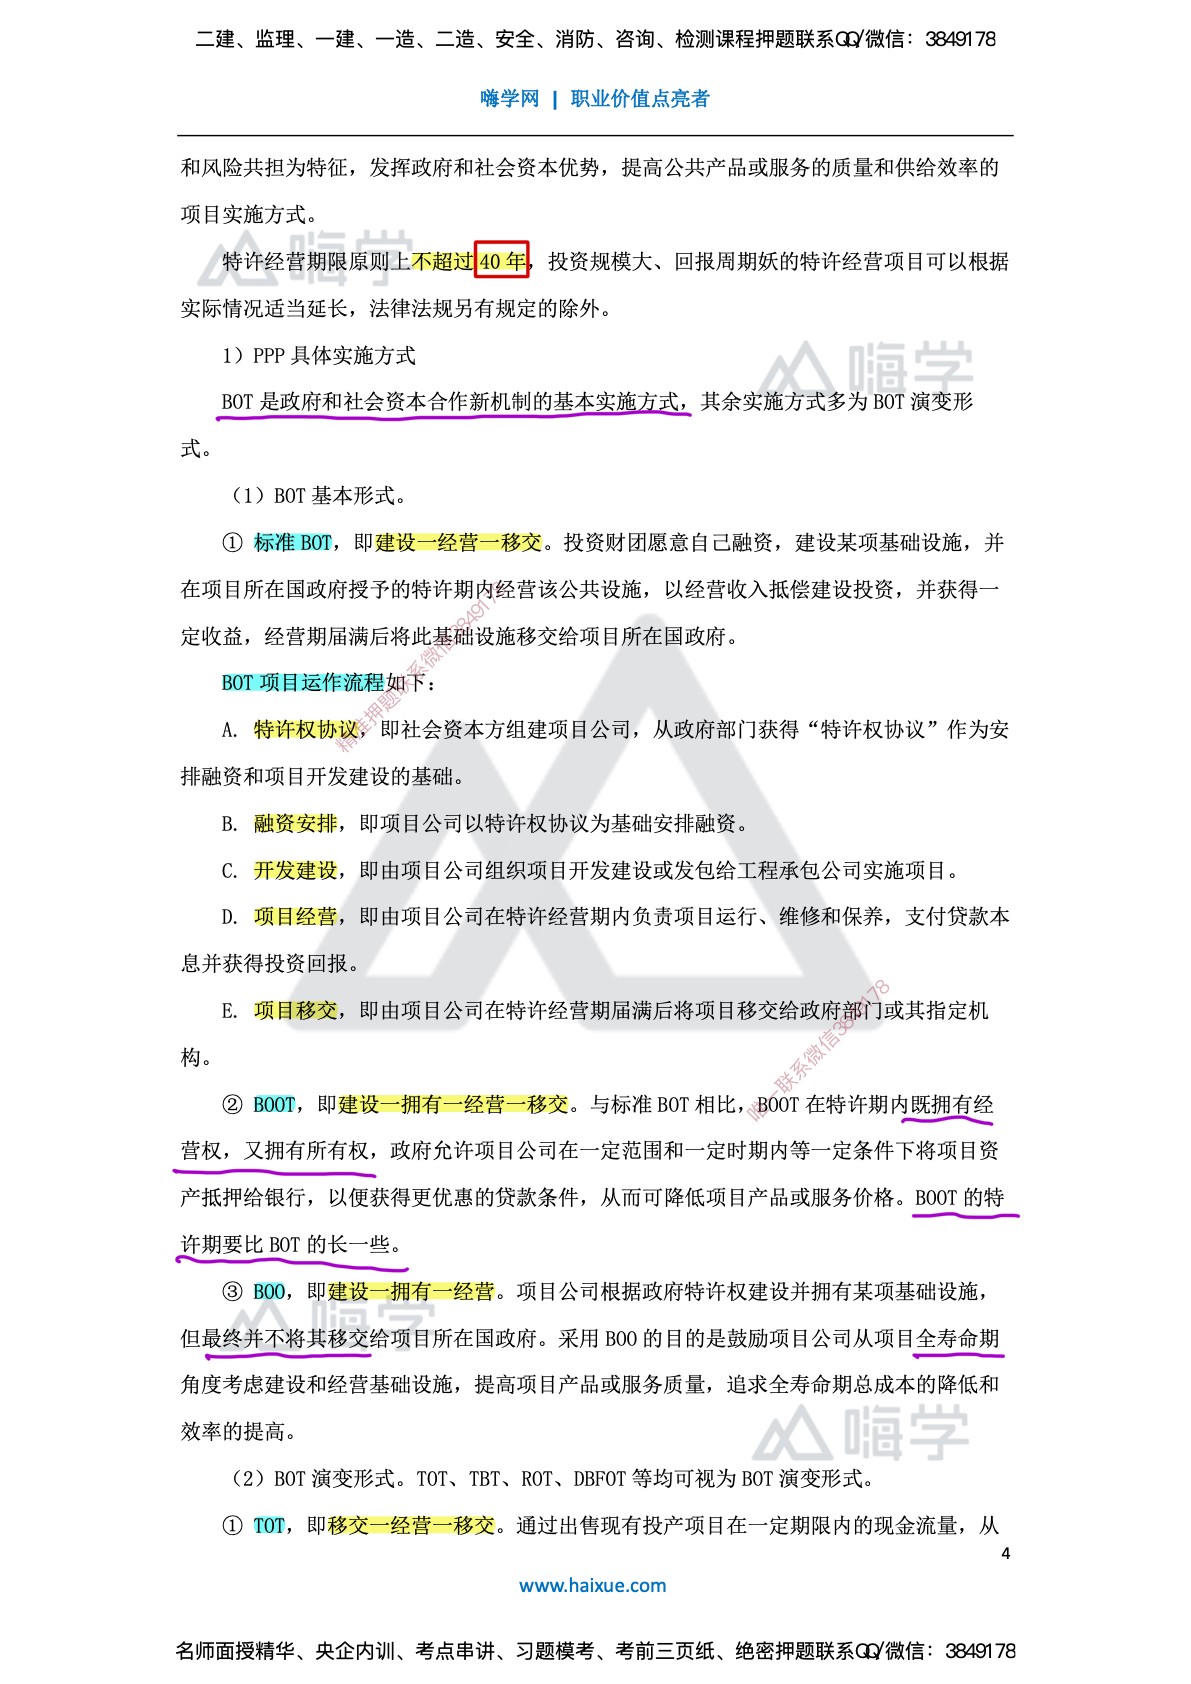 二建、监理、一建、一造、二造、安全、消防、咨询、检测课程押题联系QQ/微信：3849178
嗨学网 | 职业价值点亮者
和风险共担为特征，发挥政府和社会资本优势，提高公共产品或服务的质量和供给效率的
项目实施方式。
特许经营期限原则上不超过 40 年，投资规模大、回报周期妖的特许经营项目可以根据
实际情况适当延长，法律法规另有规定的除外。
嗨学
1）PPP 具体实施方式
嗨学
BOT 是政府和社会资本合作新机制的基本实施方式，其余实施方式多为 BOT 演变形
式。
（1）BOT 基本形式。
① 标准 BOT，即建设一经营一移交。投资财团愿意自己融资，建设某项基础设施，并
在项目所在国政府授予的特许期内经营该公共设施，以经营收入抵偿建设投资，并获得一
定收益，经营期届满后将此基础设施移交给项目所在国政府。
精准押题联系微信3849178
BOT 项目运作流程如下：
A. 特许权协议，即社会资本方组建项目公司，从政府部门获得“特许权协议”作为安
排融资和项目开发建设的基础。
B. 融资安排，即项目公司以特许权协议为基础安排融资。
C. 开发建设，即由项目公司组织项目开发建设或发包给工程承包公司实施项目。
D. 项目经营，即由项目公司在特许经营期内负责项目运行、维修和保养，支付贷款本
息并获得投资回报。
E. 项目移交，即由项目公司在特许经营期届满后将项目移交给政府部门或其指定机
构。
唯一联系微信3849178
② BOOT，即建设一拥有一经营一移交。与标准 BOT 相比，BOOT 在特许期内既拥有经
营权，又拥有所有权，政府允许项目公司在一定范围和一定时期内等一定条件下将项目资
产抵押给银行，以便获得更优惠的贷款条件，从而可降低项目产品或服务价格。BOOT 的特
许期要比 BOT 的长一些。
③ BOO，即建设一拥有一经营。项目公司根据政府特许权建设并拥有某项基础设施，
嗨学
但最终并不将其移交给项目所在国政府。采用 BOO 的目的是鼓励项目公司从项目全寿命期
角度考虑建设和经营基础设施，提高项目产品或服务质量，追求全寿命期总成本的降低和
效率的提高。
嗨学
（2）BOT 演变形式。TOT、TBT、ROT、DBFOT 等均可视为 BOT 演变形式。
① TOT，即移交一经营一移交。通过出售现有投产项目在一定期限内的现金流量，从
4
www.haixue.com
名师面授精华、央企内训、考点串讲、习题模考、考前三页纸、绝密押题联系QQ/微信：3849178